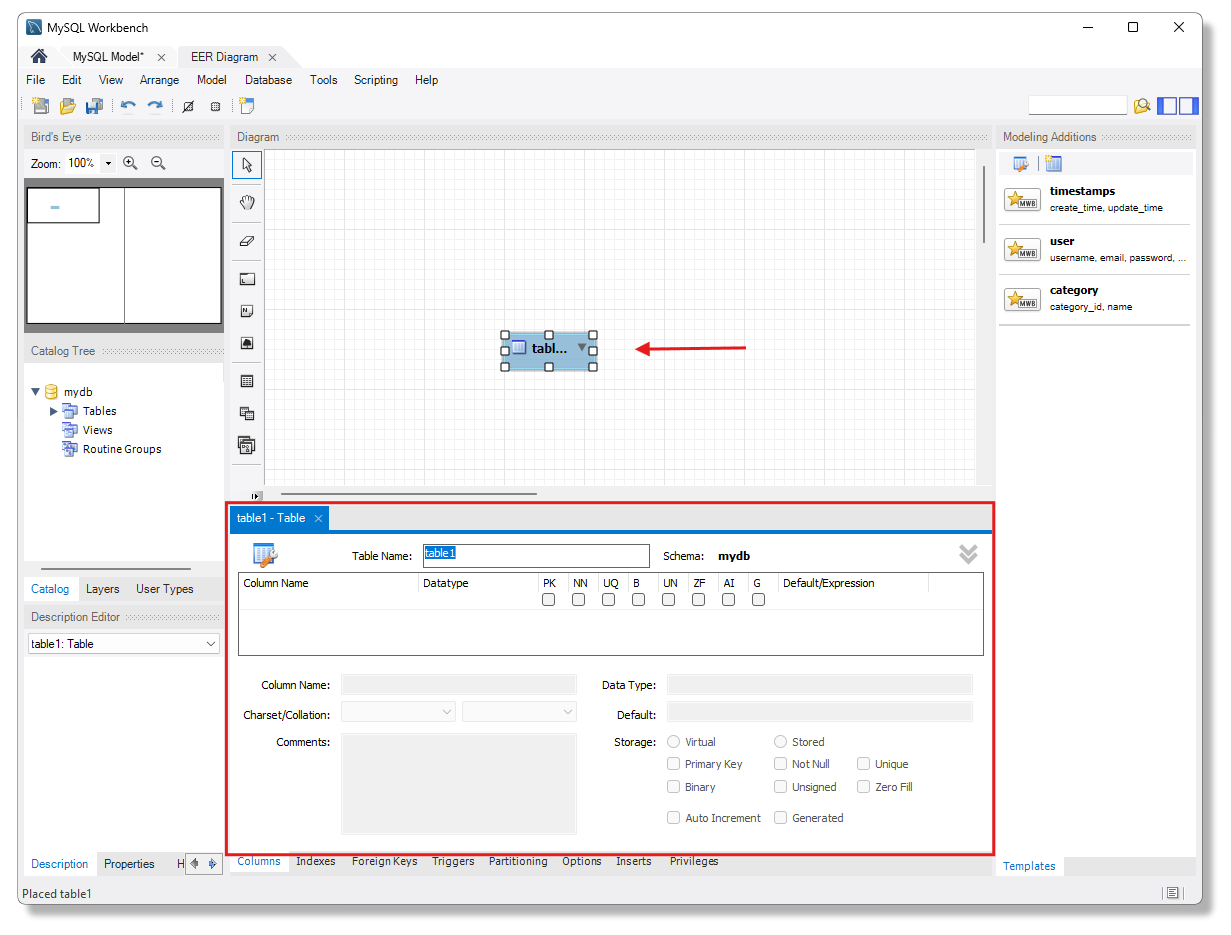 MySQL Workbench
MySQL Model*
EER Diagram
File Edit View Arrange Model Database Tools Scripting Help
Bird's Eye
Zoom: 100%
Catalog Tree
mydb
Tables
Views
Routine Groups
Catalog Layers User Types
Description Editor
table1: Table
Description Properties H
Placed table1
Diagram
tabl...
table1 - Table
Table Name: table1 Schema: mydb
Column Name Datatype PK NN UQ B UN ZF AI G Default/Expression
Column Name: Data Type:
Charset/Collation: Default:
Comments: Storage: Virtual Stored
Primary Key Not Null Unique
Binary Unsigned Zero Fill
Auto Increment Generated
Columns Indexes Foreign Keys Triggers Partitioning Options Inserts Privileges
Modeling Additions
MWB
timestamps
create_time, update_time
MWB
user
username, email, password, ...
MWB
category
category_id, name
Templates